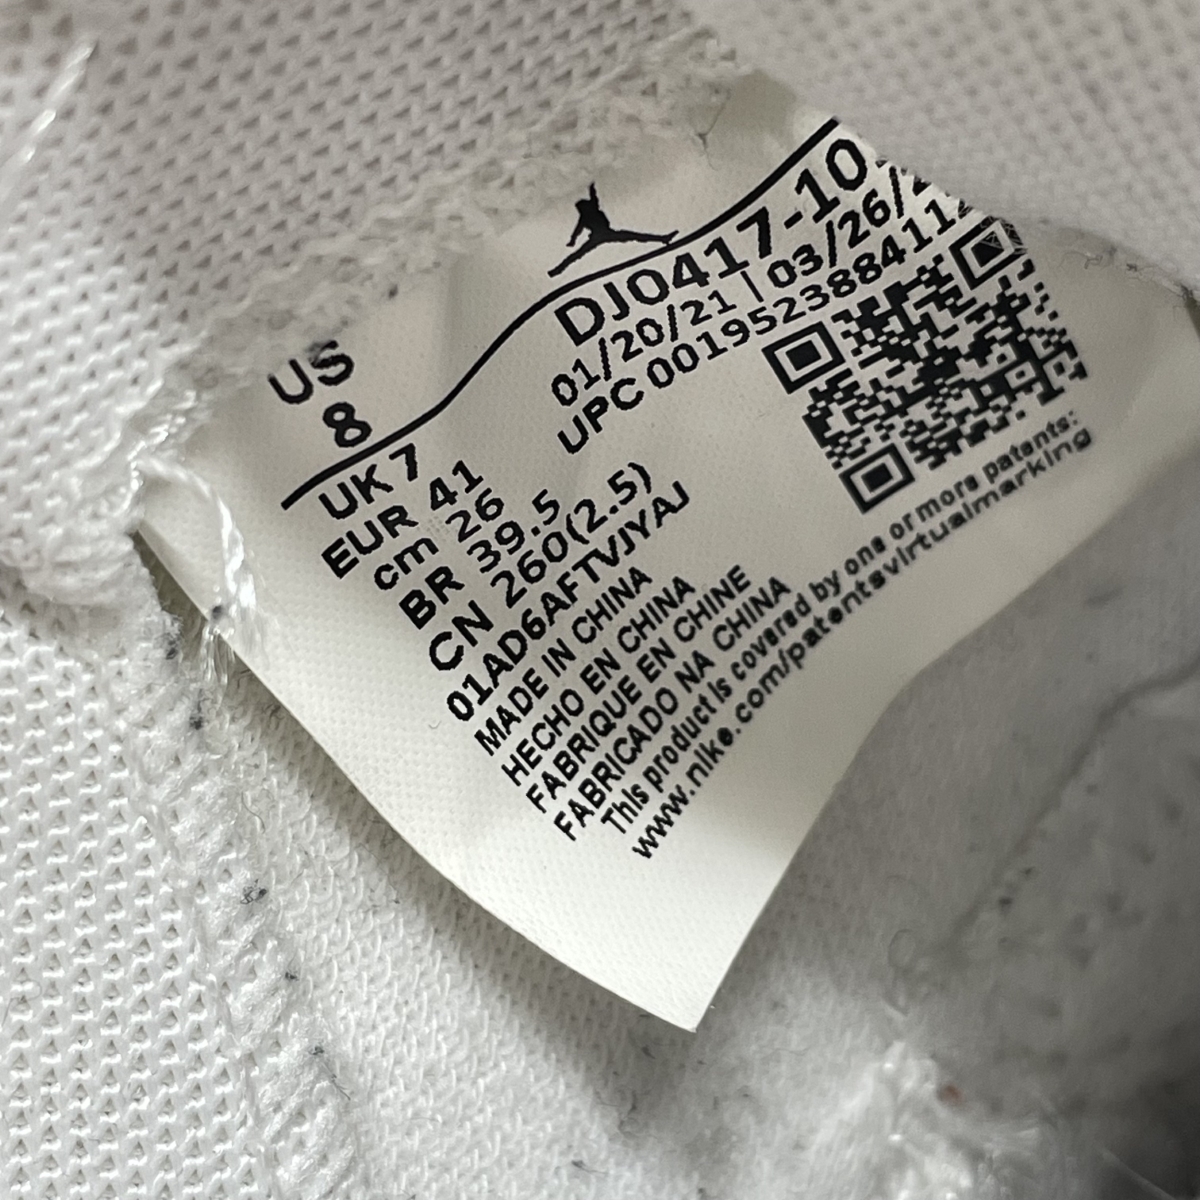 US
8
DJ0417-10
01/20/21 | 03/26/2
UPC 0019523884112
UK 7
EUR 41
cm 26
BR 39.5
CN 260(2.5)
01AD6AFTVJYAJ
MADE IN CHINA
HECHO EN CHINA
FABRIQUE EN CHINE
FABRICADO NA CHINA
This product is covered by one or more patents:
www.nike.com/patentsvirtualmarking